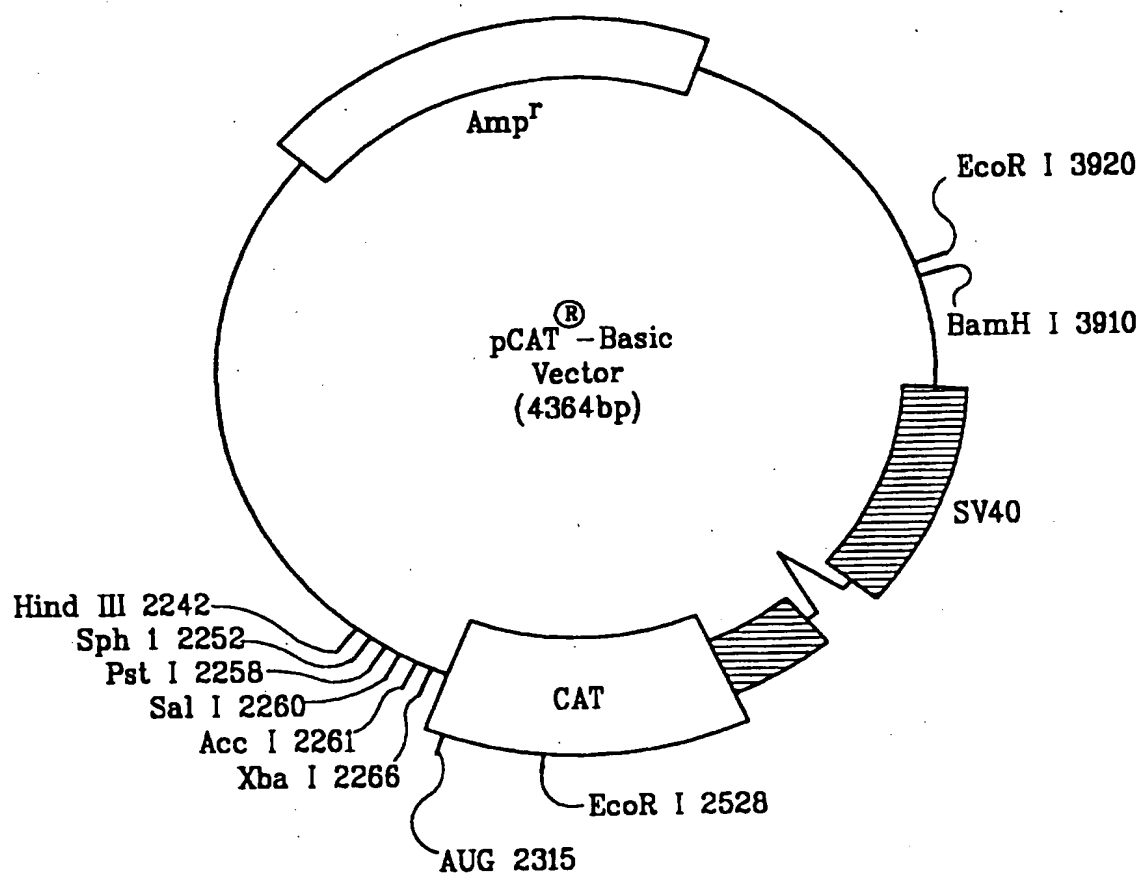 Amp^r
EcoR I 3920
BamH I 3910
pCAT®-Basic
Vector
(4364bp)
SV40
Hind III 2242
Sph 1 2252
Pst I 2258
Sal I 2260
Acc I 2261
Xba I 2266
CAT
EcoR I 2528
AUG 2315